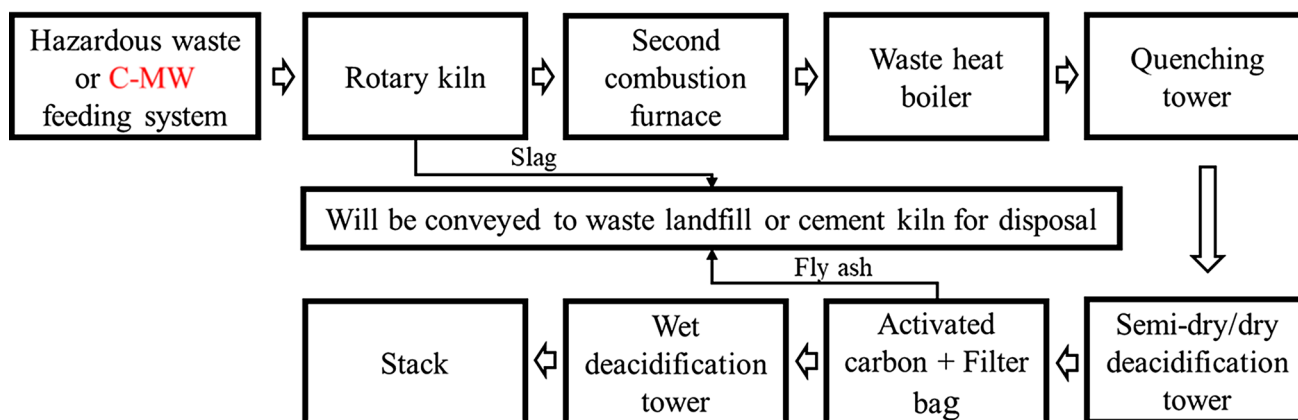 Hazardous waste
or C-MW
feeding system
Rotary kiln
Second
combustion
furnace
Waste heat
boiler
Quenching
tower
Slag
Will be conveyed to waste landfill or cement kiln for disposal
Fly ash
Stack
Wet
deacidification
tower
Activated
carbon + Filter
bag
Semi-dry/dry
deacidification
tower